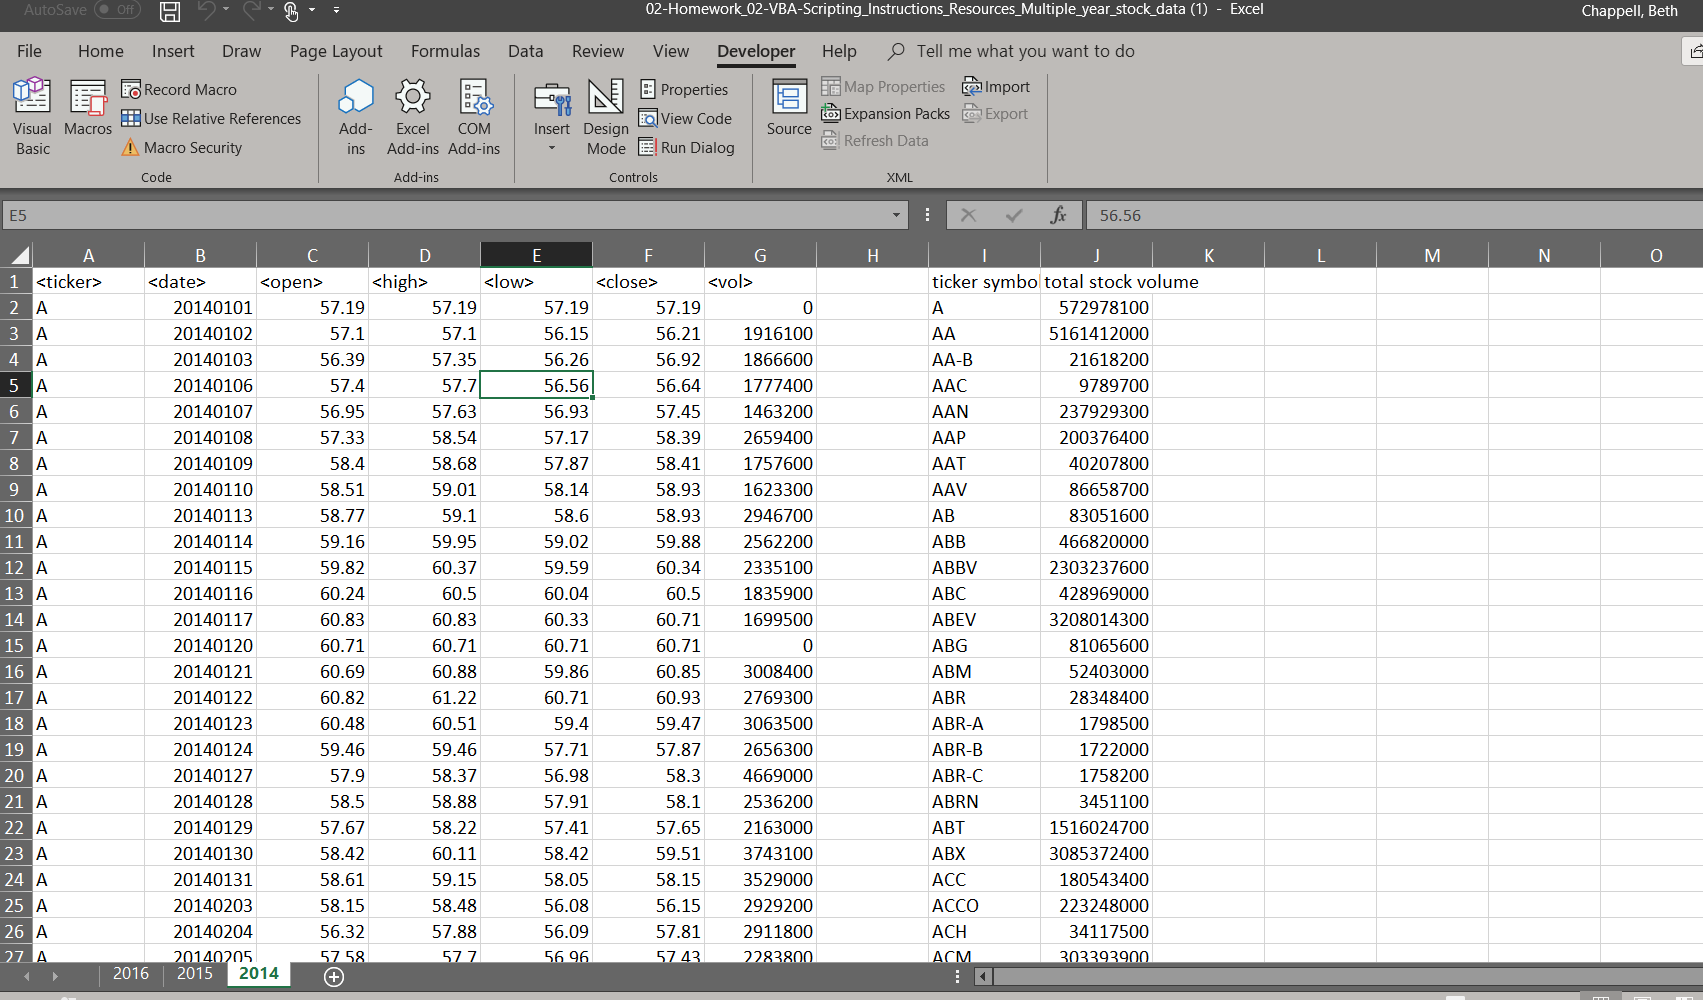 AutoSave Off 02-Homework_02-VBA-Scripting_Instructions_Resources_Multiple_year_stock_data (1) - Excel Chappell, Beth
File Home Insert Draw Page Layout Formulas Data Review View Developer Help Tell me what you want to do
Visual Basic
Macros
Record Macro
Use Relative References
Macro Security
Code
Add-ins
Excel Add-ins
COM Add-ins
Add-ins
Insert
Design Mode
Properties
View Code
Run Dialog
Controls
Source
Map Properties
Expansion Packs
Refresh Data
Import
Export
XML
E5 fx 56.56
A B C D E F G H I J K L M N O
1 <ticker> <date> <open> <high> <low> <close> <vol> ticker symbo total stock volume
2 A 20140101 57.19 57.19 57.19 57.19 0 A 572978100
3 A 20140102 57.1 57.1 56.15 56.21 1916100 AA 5161412000
4 A 20140103 56.39 57.35 56.26 56.92 1866600 AA-B 21618200
5 A 20140106 57.4 57.7 56.56 56.64 1777400 AAC 9789700
6 A 20140107 56.95 57.63 56.93 57.45 1463200 AAN 237929300
7 A 20140108 57.33 58.54 57.17 58.39 2659400 AAP 200376400
8 A 20140109 58.4 58.68 57.87 58.41 1757600 AAT 40207800
9 A 20140110 58.51 59.01 58.14 58.93 1623300 AAV 86658700
10 A 20140113 58.77 59.1 58.6 58.93 2946700 AB 83051600
11 A 20140114 59.16 59.95 59.02 59.88 2562200 ABB 466820000
12 A 20140115 59.82 60.37 59.59 60.34 2335100 ABBV 2303237600
13 A 20140116 60.24 60.5 60.04 60.5 1835900 ABC 428969000
14 A 20140117 60.83 60.83 60.33 60.71 1699500 ABEV 3208014300
15 A 20140120 60.71 60.71 60.71 60.71 0 ABG 81065600
16 A 20140121 60.69 60.88 59.86 60.85 3008400 ABM 52403000
17 A 20140122 60.82 61.22 60.71 60.93 2769300 ABR 28348400
18 A 20140123 60.48 60.51 59.4 59.47 3063500 ABR-A 1798500
19 A 20140124 59.46 59.46 57.71 57.87 2656300 ABR-B 1722000
20 A 20140127 57.9 58.37 56.98 58.3 4669000 ABR-C 1758200
21 A 20140128 58.5 58.88 57.91 58.1 2536200 ABRN 3451100
22 A 20140129 57.67 58.22 57.41 57.65 2163000 ABT 1516024700
23 A 20140130 58.42 60.11 58.42 59.51 3743100 ABX 3085372400
24 A 20140131 58.61 59.15 58.05 58.15 3529000 ACC 180543400
25 A 20140203 58.15 58.48 56.08 56.15 2929200 ACCO 223248000
26 A 20140204 56.32 57.88 56.09 57.81 2911800 ACH 34117500
27 A 20140205 57.58 57.7 56.96 57.43 2283800 ACM 303393900
2016 2015 2014